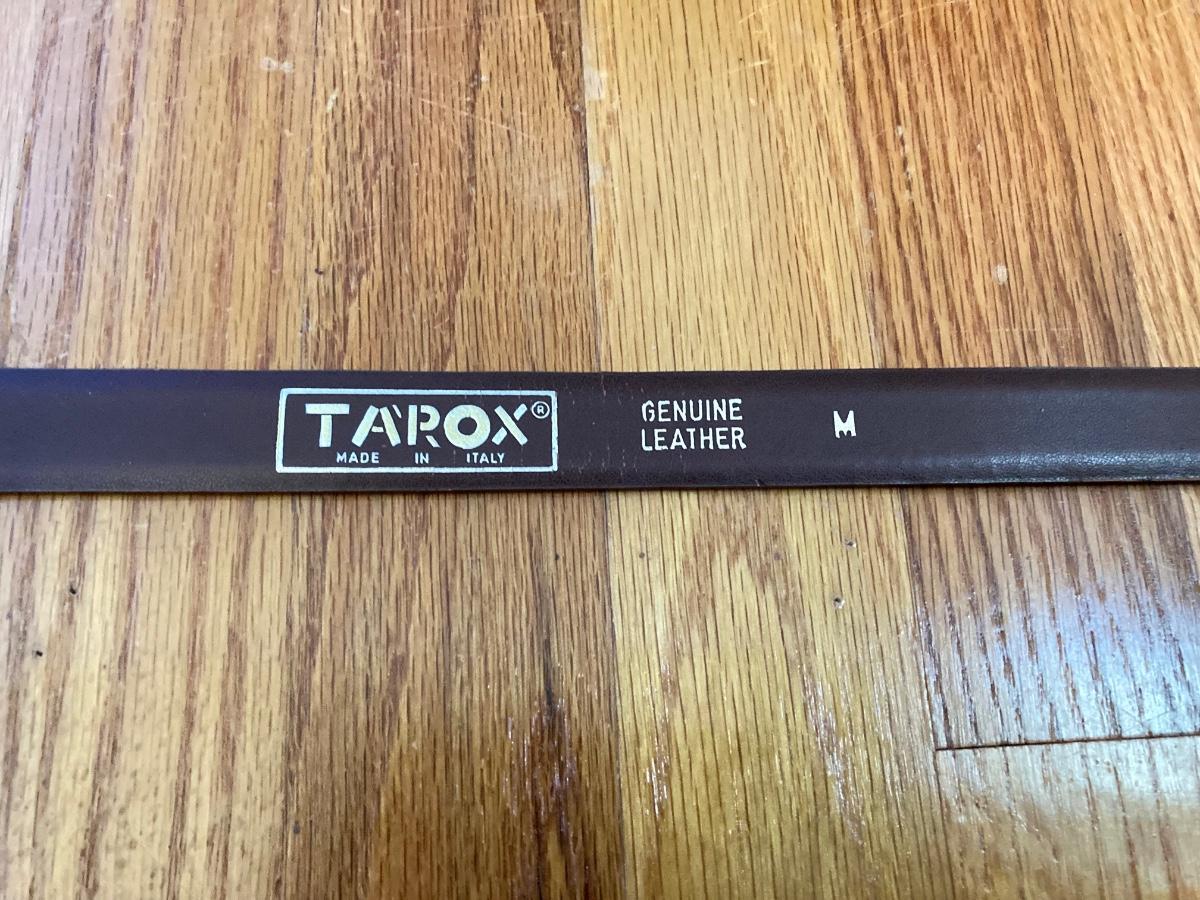 TAROX®
MADE IN ITALY
GENUINE
LEATHER
M